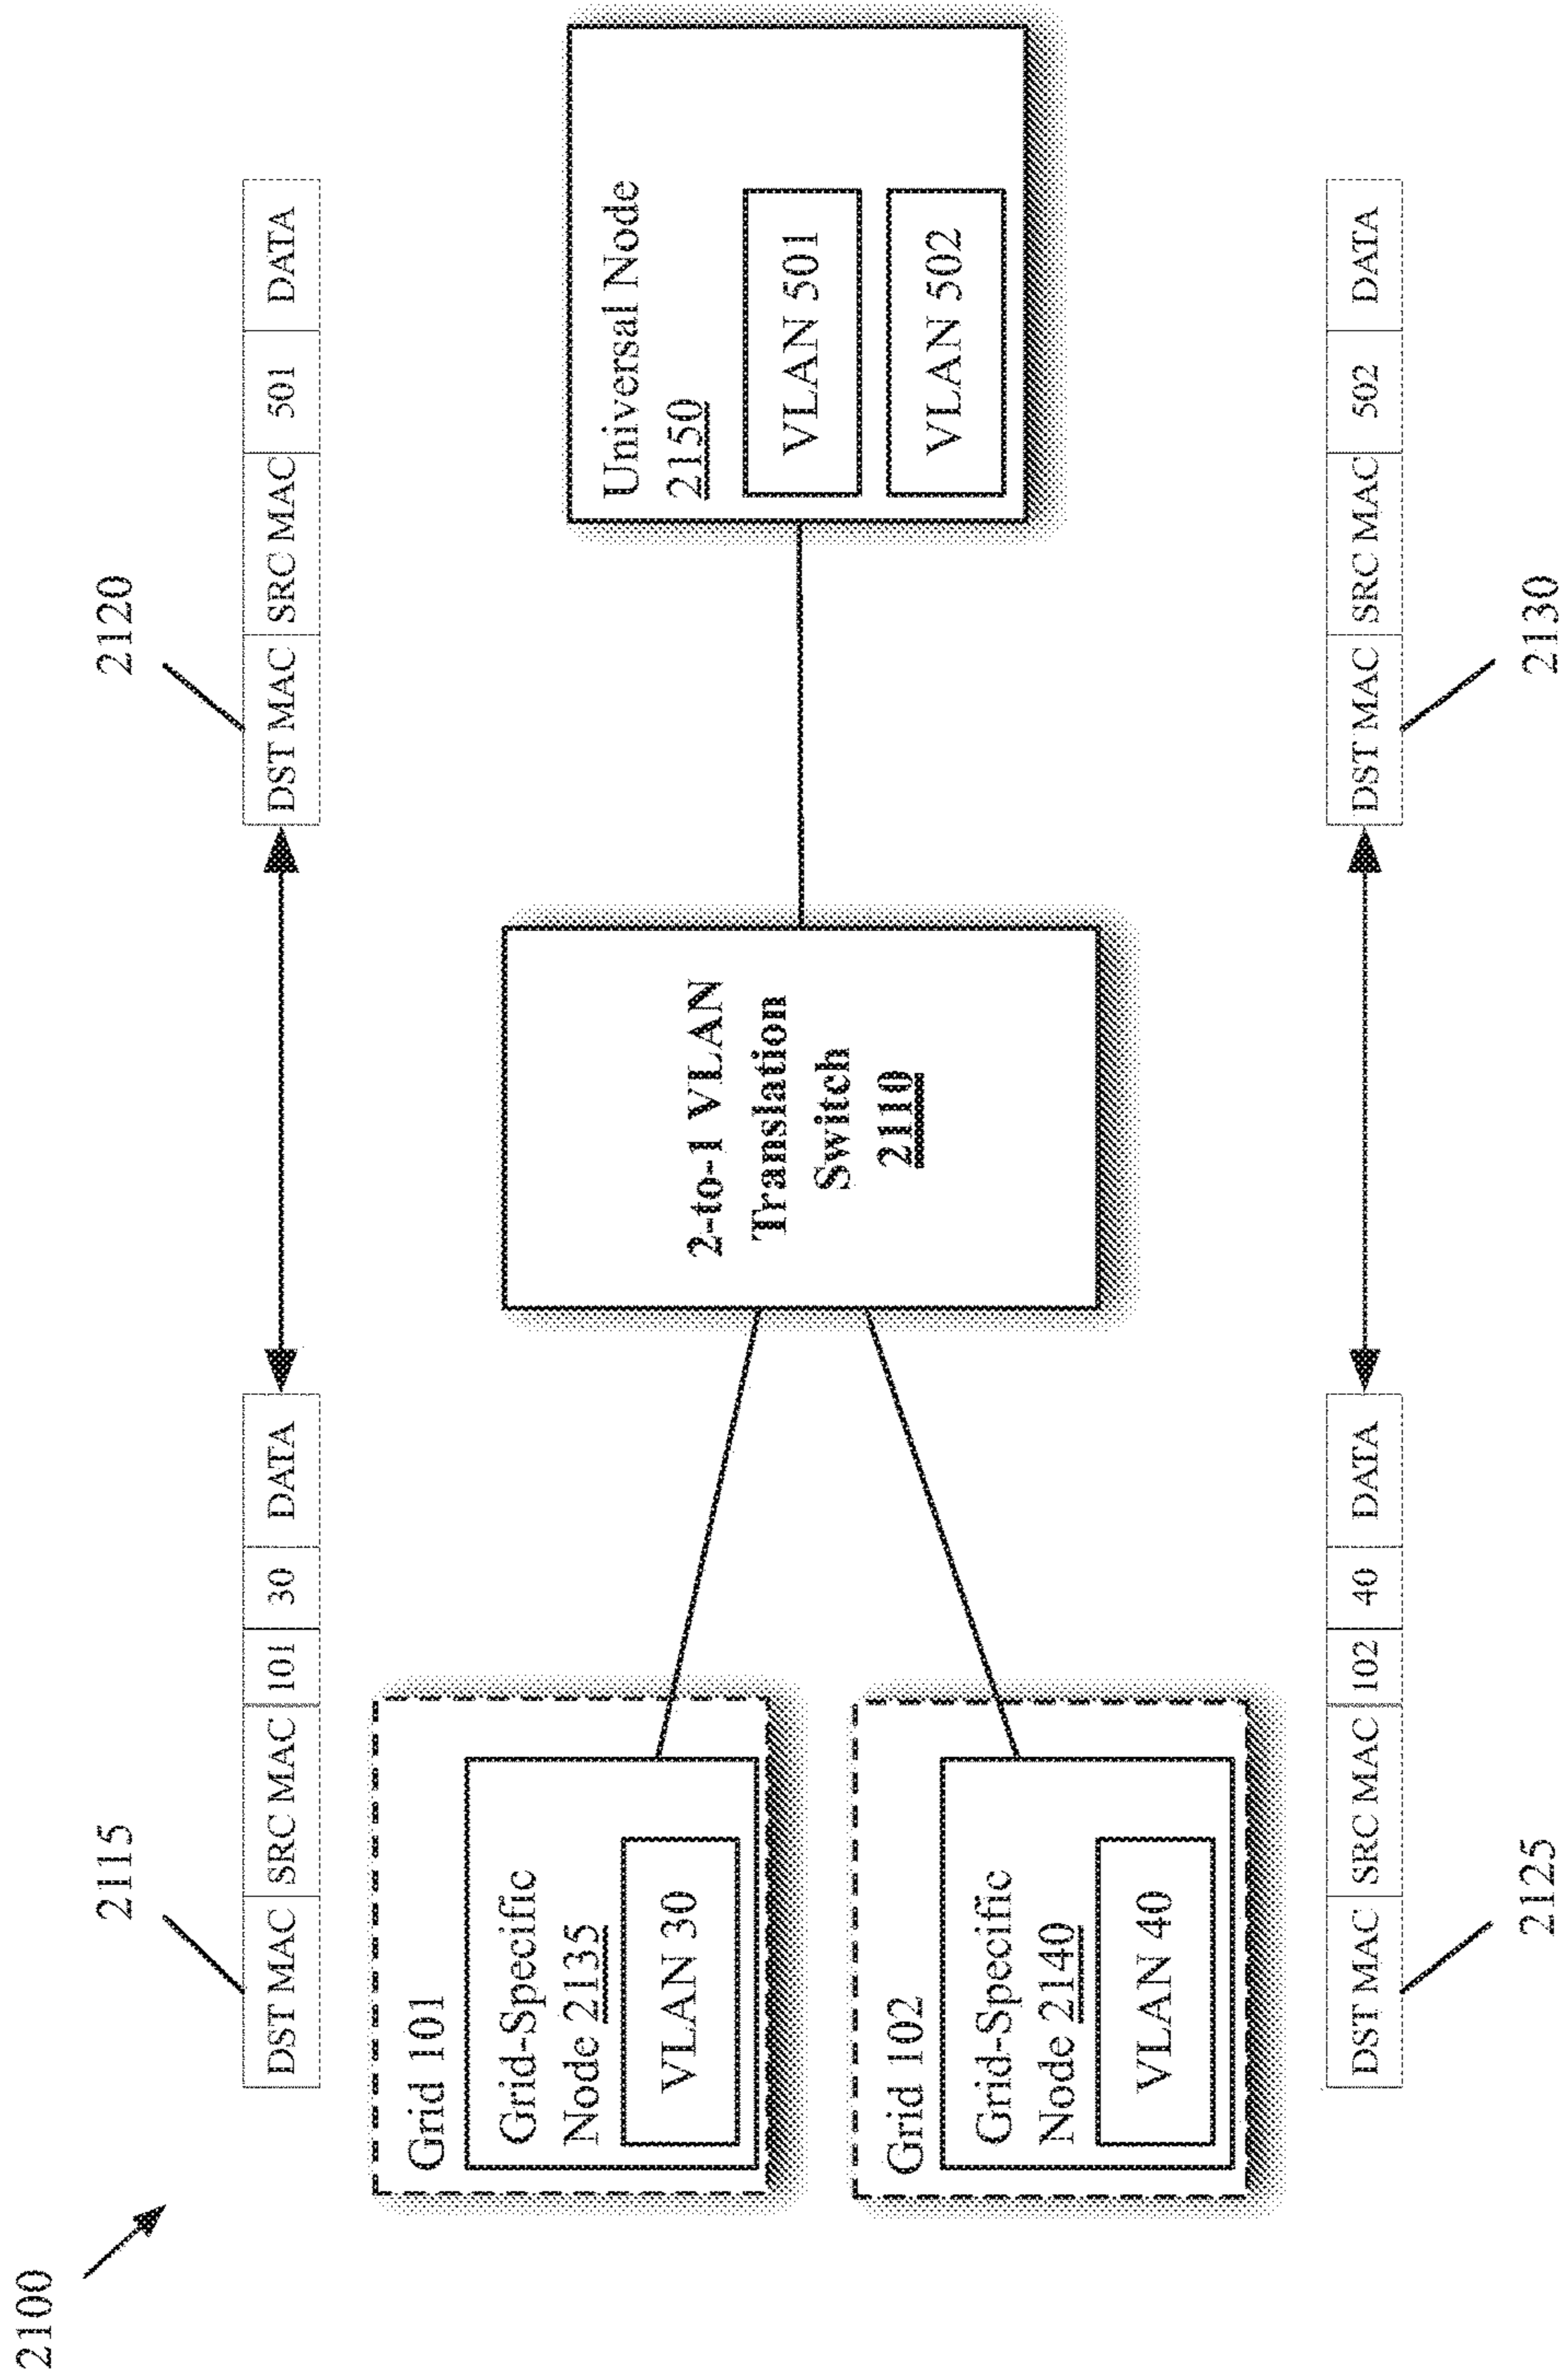 2100
2115
2120
DST MAC SRC MAC 101 30 DATA
DST MAC SRC MAC 501 DATA
Grid 101
Grid-Specific
Node 2135
VLAN 30
Grid 102
Grid-Specific
Node 2140
VLAN 40
2-to-1 VLAN
Translation
Switch
2110
Universal Node
2150
VLAN 501
VLAN 502
DST MAC SRC MAC 102 40 DATA
DST MAC SRC MAC 502 DATA
2125
2130